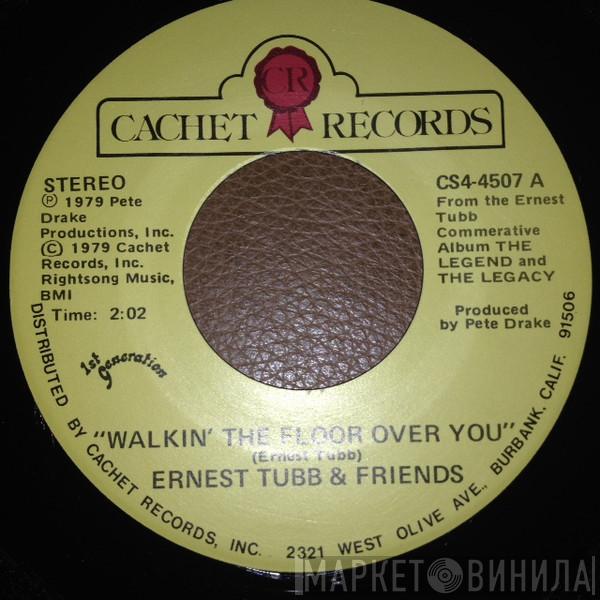 CR
CACHET RECORDS
STEREO
℗ 1979 Pete
Drake
Productions, Inc.
© 1979 Cachet
Records, Inc.
Rightsong Music,
BMI
Time: 2:02
CS4-4507 A
From the Ernest
Tubb
Commerative
Album THE
LEGEND and
THE LEGACY
Produced
by Pete Drake
1st Generation
"WALKIN' THE FLOOR OVER YOU"
(Ernest Tubb)
ERNEST TUBB & FRIENDS
DISTRIBUTED BY CACHET RECORDS, INC. 2321 WEST OLIVE AVE., BURBANK, CALIF. 91506
МАРКЕТ ВИНИЛА